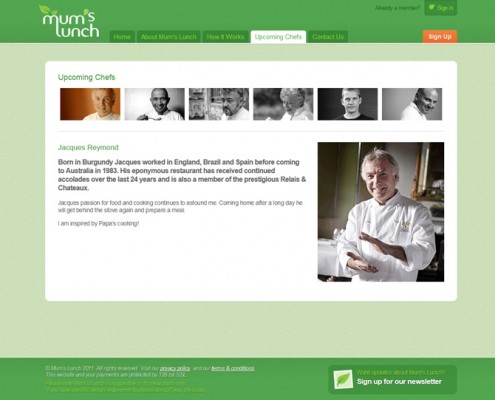 mum's
lunch
Already a member?
Sign in
Home
About Mum's Lunch
How It Works
Upcoming Chefs
Contact Us
Sign Up
Upcoming Chefs
Jacques Reymond
Born in Burgundy Jacques worked in England, Brazil and Spain before coming
to Australia in 1983. His eponymous restaurant has received continued
accolades over the last 24 years and is also a member of the prestigious Relais &
Chateaux.
Jacques passion for food and cooking continues to astound me. Coming home after a long day he
will get behind the stove again and prepare a meal.
I am inspired by Papa's cooking!
© Mum's Lunch 2011. All rights reserved. Visit our privacy policy and our terms & conditions
This website and your payments are protected by 128 bit SSL.
Want updates about Mum's Lunch?
Sign up for our newsletter